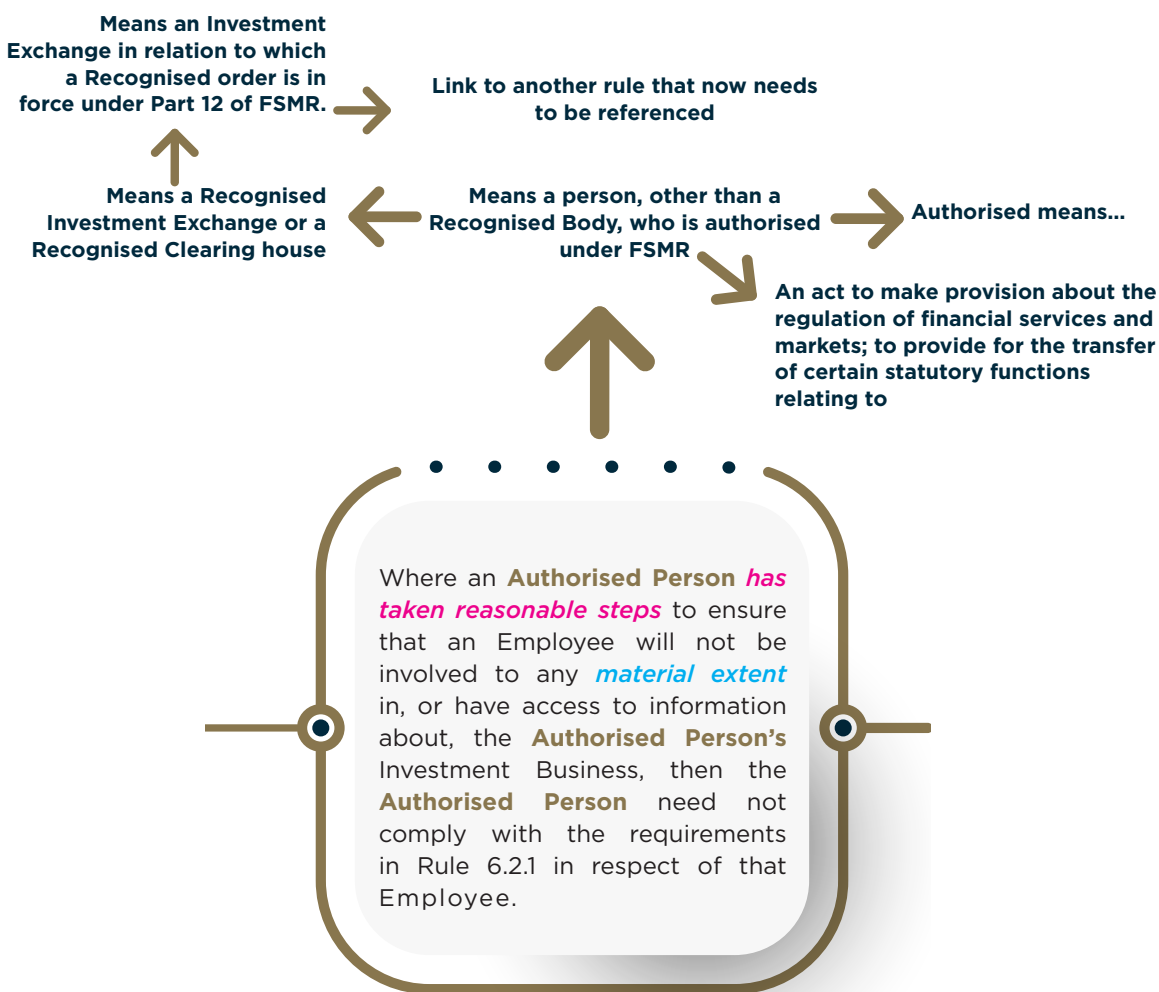 Means an Investment
Exchange in relation to which
a Recognised order is in
force under Part 12 of FSMR.
Link to another rule that now needs
to be referenced
Means a Recognised
Investment Exchange or a
Recognised Clearing house
Means a person, other than a
Recognised Body, who is authorised
under FSMR
Authorised means...
An act to make provision about the
regulation of financial services and
markets; to provide for the transfer
of certain statutory functions
relating to
Where an Authorised Person has
taken reasonable steps to ensure
that an Employee will not be
involved to any material extent
in, or have access to information
about, the Authorised Person's
Investment Business, then the
Authorised Person need not
comply with the requirements
in Rule 6.2.1 in respect of that
Employee.